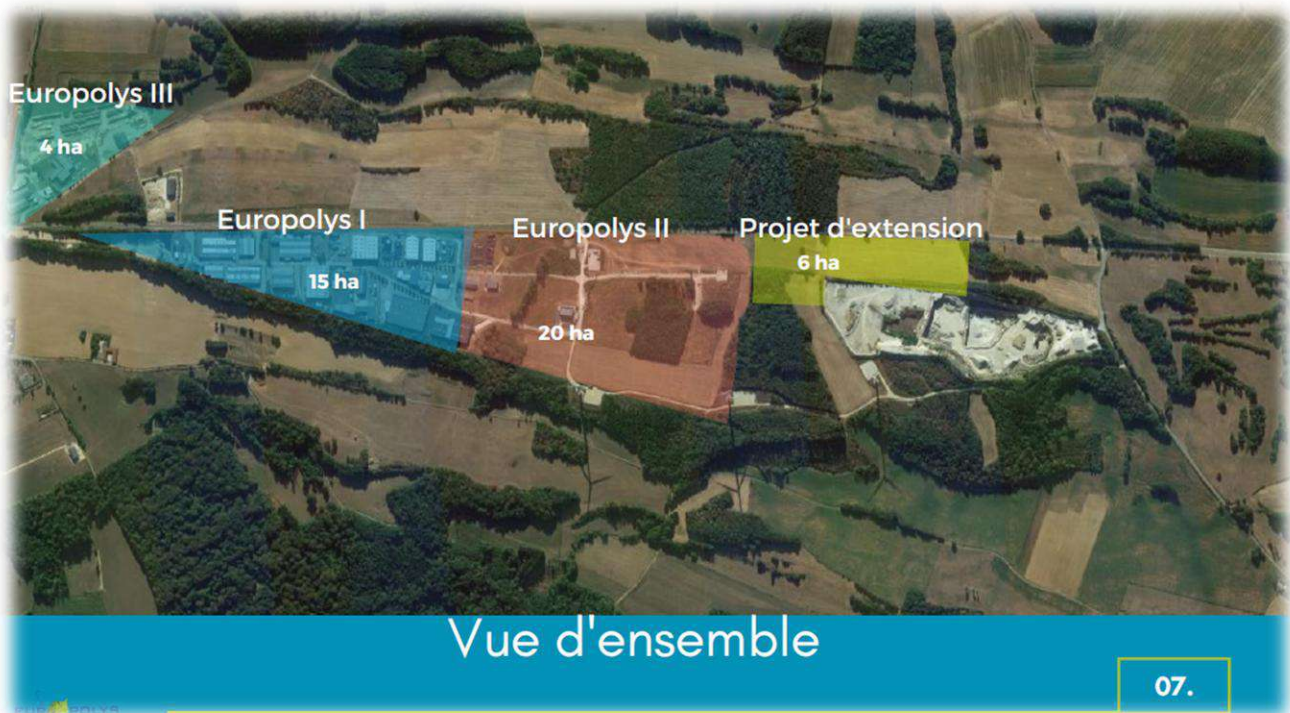 Europolys III
4 ha
Europolys I
15 ha
Europolys II
20 ha
Projet d'extension
6 ha
Vue d'ensemble
07.